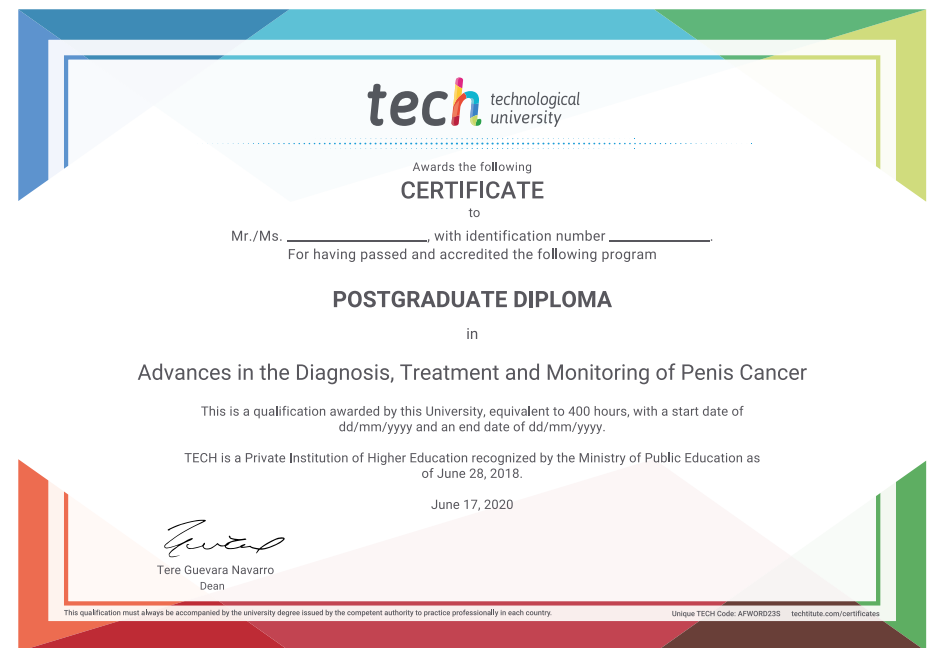 tech technological
university
Awards the following
CERTIFICATE
to
Mr./Ms. ____________, with identification number ____________.
For having passed and accredited the following program
POSTGRADUATE DIPLOMA
in
Advances in the Diagnosis, Treatment and Monitoring of Penis Cancer
This is a qualification awarded by this University, equivalent to 400 hours, with a start date of
dd/mm/yyyy and an end date of dd/mm/yyyy.
TECH is a Private Institution of Higher Education recognized by the Ministry of Public Education as
of June 28, 2018.
June 17, 2020
Tere Guevara Navarro
Dean
This qualification must always be accompanied by the university degree issued by the competent authority to practice professionally in each country.
Unique TECH Code: AFWORD23S techtitute.com/certificates